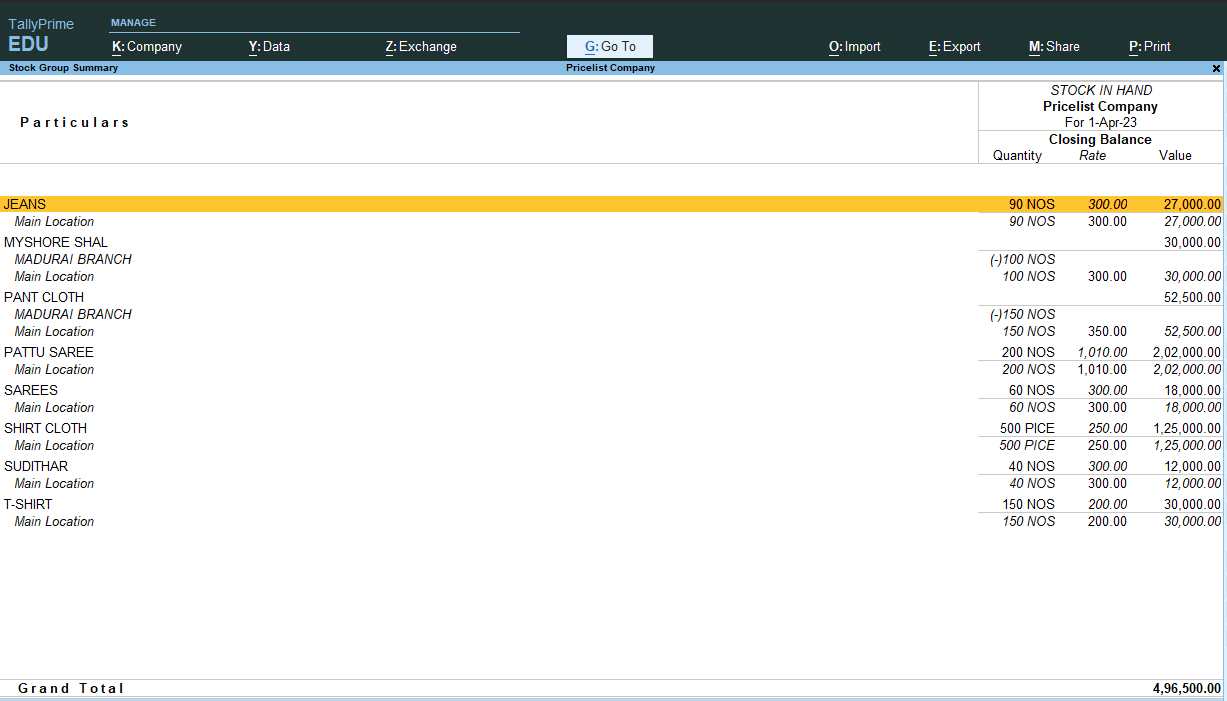 TallyPrime MANAGE
EDU K: Company Y: Data Z: Exchange G: Go To O: Import E: Export M: Share P: Print
Stock Group Summary Pricelist Company x
STOCK IN HAND
Pricelist Company
Particulars For 1-Apr-23
Closing Balance
Quantity Rate Value
JEANS 90 NOS 300.00 27,000.00
Main Location 90 NOS 300.00 27,000.00
MYSHORE SHAL 30,000.00
MADURAI BRANCH (-)100 NOS
Main Location 100 NOS 300.00 30,000.00
PANT CLOTH 52,500.00
MADURAI BRANCH (-)150 NOS
Main Location 150 NOS 350.00 52,500.00
PATTU SAREE 200 NOS 1,010.00 2,02,000.00
Main Location 200 NOS 1,010.00 2,02,000.00
SAREES 60 NOS 300.00 18,000.00
Main Location 60 NOS 300.00 18,000.00
SHIRT CLOTH 500 PICE 250.00 1,25,000.00
Main Location 500 PICE 250.00 1,25,000.00
SUDITHAR 40 NOS 300.00 12,000.00
Main Location 40 NOS 300.00 12,000.00
T-SHIRT 150 NOS 200.00 30,000.00
Main Location 150 NOS 200.00 30,000.00
Grand Total 4,96,500.00